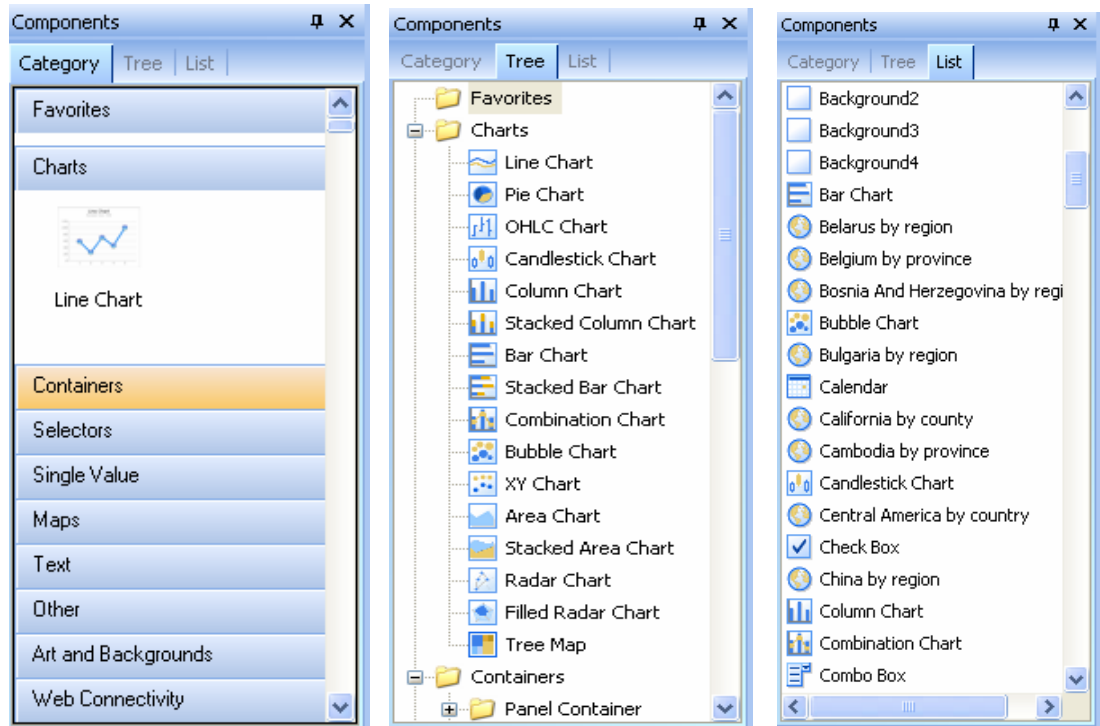 Components
Category Tree List
Favorites
Charts
Line Chart
Containers
Selectors
Single Value
Maps
Text
Other
Art and Backgrounds
Web Connectivity
Components
Category Tree List
Favorites
Charts
Line Chart
Pie Chart
OHLC Chart
Candlestick Chart
Column Chart
Stacked Column Chart
Bar Chart
Stacked Bar Chart
Combination Chart
Bubble Chart
XY Chart
Area Chart
Stacked Area Chart
Radar Chart
Filled Radar Chart
Tree Map
Containers
Panel Container
Components
Category Tree List
Background2
Background3
Background4
Bar Chart
Belarus by region
Belgium by province
Bosnia And Herzegovina by regi
Bubble Chart
Bulgaria by region
Calendar
California by county
Cambodia by province
Candlestick Chart
Central America by country
Check Box
China by region
Column Chart
Combination Chart
Combo Box